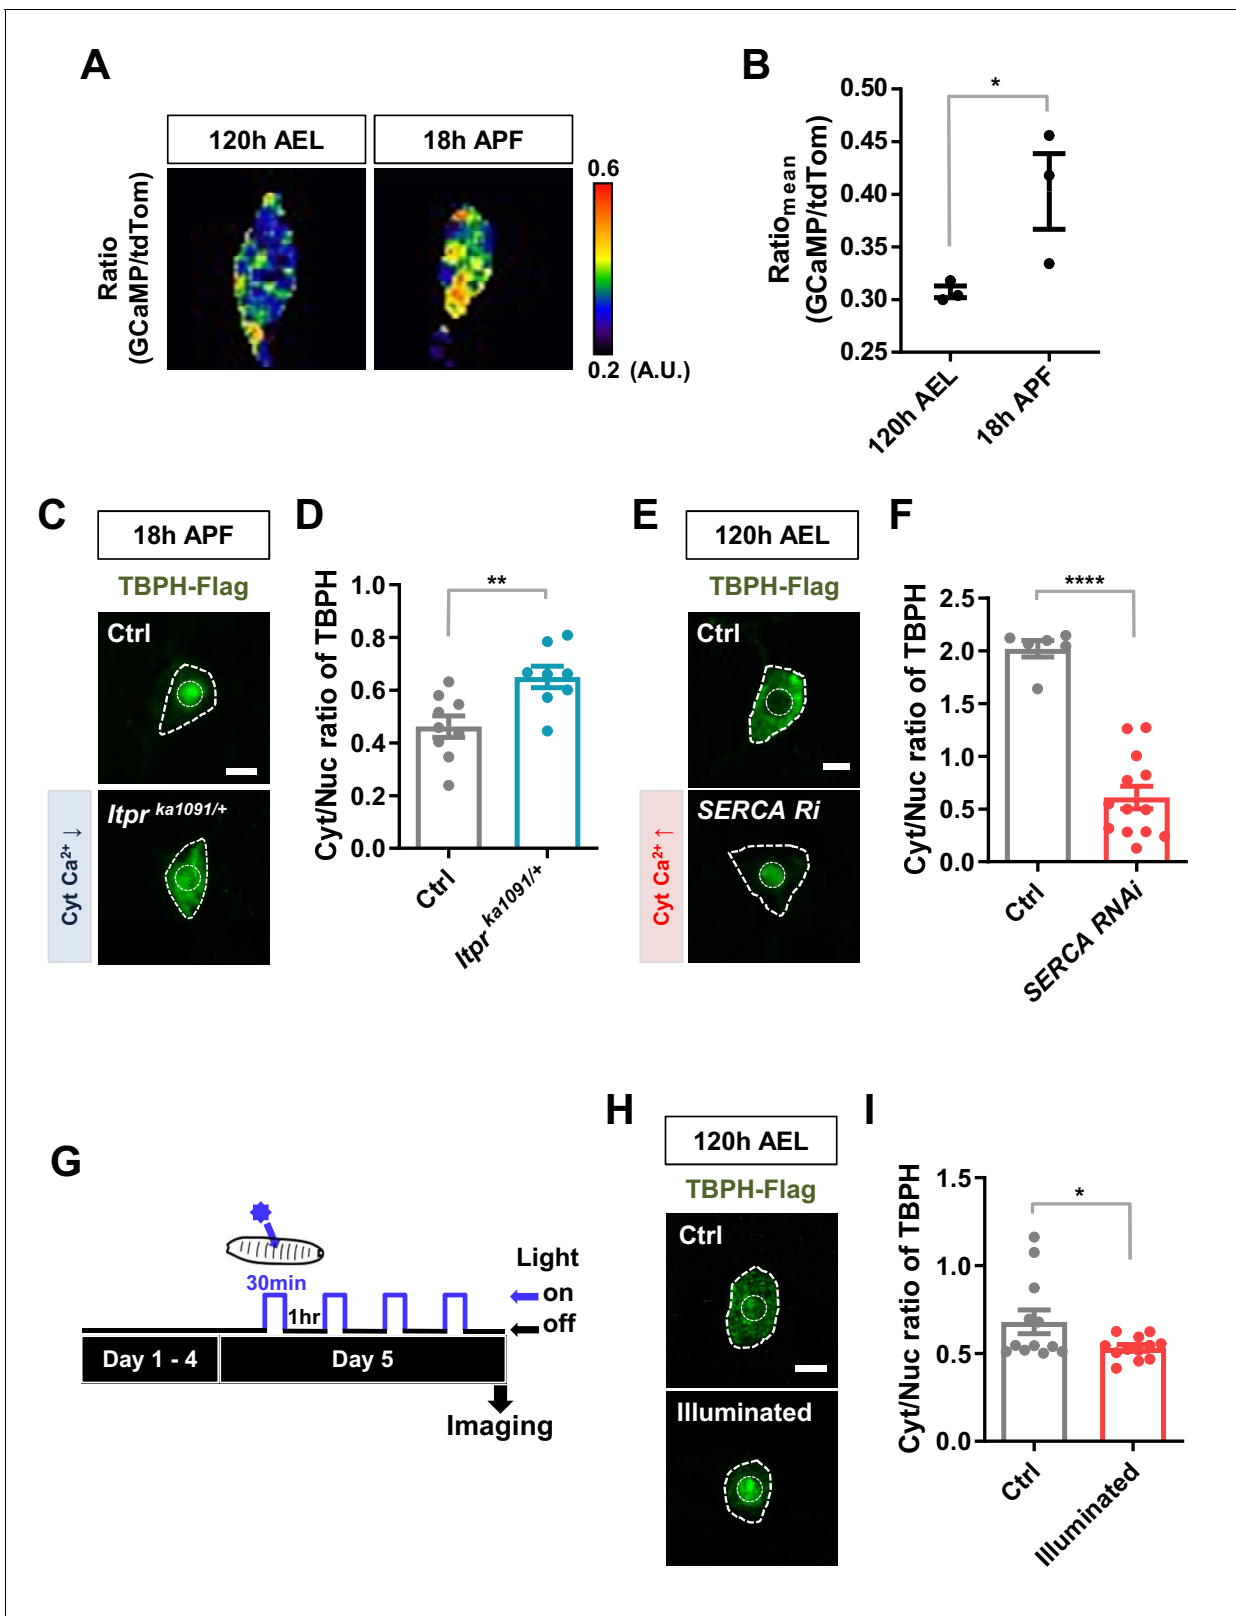 A
120h AEL
18h APF
Ratio
(GCaMP/tdTom)
0.6
0.2 (A.U.)
B
Ratio mean
(GCaMP/tdTom)
0.50
0.45
0.40
0.35
0.30
0.25
*
120h AEL
18h APF
C
18h APF
TBPH-Flag
Ctrl
Itpr ka1091/+
Cyt Ca2+ ↓
D
Cyt/Nuc ratio of TBPH
1.0
0.8
0.6
0.4
0.2
0.0
**
Ctrl
Itpr ka1091/+
E
120h AEL
TBPH-Flag
Ctrl
SERCA Ri
Cyt Ca2+ ↑
F
Cyt/Nuc ratio of TBPH
2.5
2.0
1.5
1.0
0.5
0.0
****
Ctrl
SERCA RNAi
G
30min
1hr
Light
on
off
Day 1 - 4
Day 5
Imaging
H
120h AEL
TBPH-Flag
Ctrl
Illuminated
I
Cyt/Nuc ratio of TBPH
1.5
1.0
0.5
0.0
*
Ctrl
Illuminated